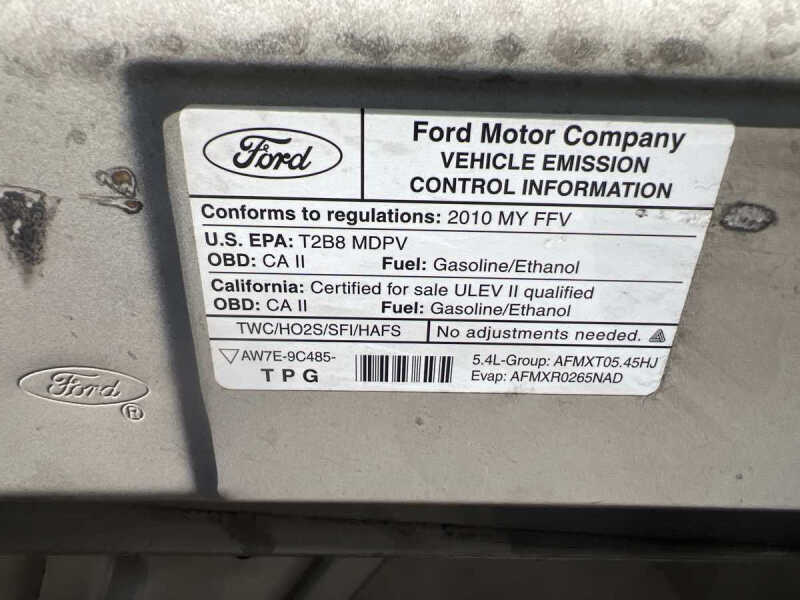 Ford
Ford Motor Company
VEHICLE EMISSION
CONTROL INFORMATION
Conforms to regulations: 2010 MY FFV
U.S. EPA: T2B8 MDPV
OBD: CA II Fuel: Gasoline/Ethanol
California: Certified for sale ULEV II qualified
OBD: CA II Fuel: Gasoline/Ethanol
TWC/HO2S/SFI/HAFS No adjustments needed.
AW7E-9C485- 5.4L-Group: AFMXT05.45HJ
TPG Evap: AFMXR0265NAD
Ford
®